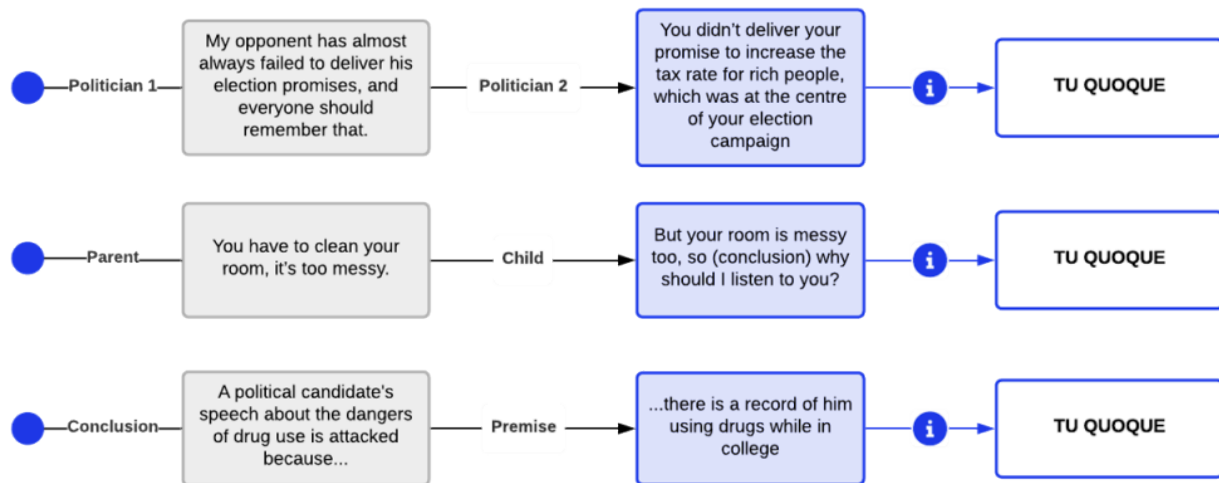 Politician 1
My opponent has almost
always failed to deliver his
election promises, and
everyone should
remember that.
Politician 2
You didn't deliver your
promise to increase the
tax rate for rich people,
which was at the centre
of your election
campaign
i
TU QUOQUE
Parent
You have to clean your
room, it's too messy.
Child
But your room is messy
too, so (conclusion) why
should I listen to you?
i
TU QUOQUE
Conclusion
A political candidate's
speech about the dangers
of drug use is attacked
because...
Premise
...there is a record of him
using drugs while in
college
i
TU QUOQUE